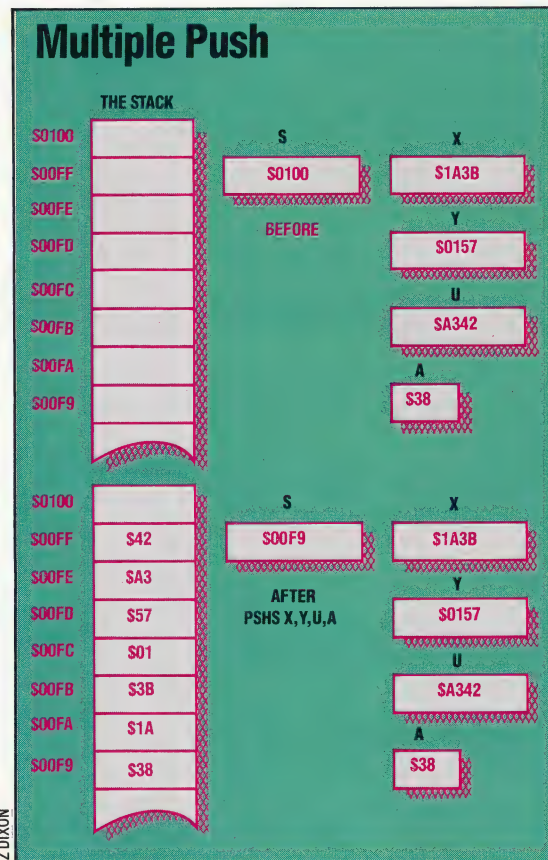 Multiple Push
THE STACK
$0100
$00FF
$00FE
$00FD
$00FC
$00FB
$00FA
$00F9
S
$0100
BEFORE
X
$1A3B
Y
$0157
U
$A342
A
$38
$0100
$00FF $42
$00FE $A3
$00FD $57
$00FC $01
$00FB $3B
$00FA $1A
$00F9 $38
S
$00F9
AFTER
PSHS X,Y,U,A
X
$1A3B
Y
$0157
U
$A342
A
$38
Z DIXON